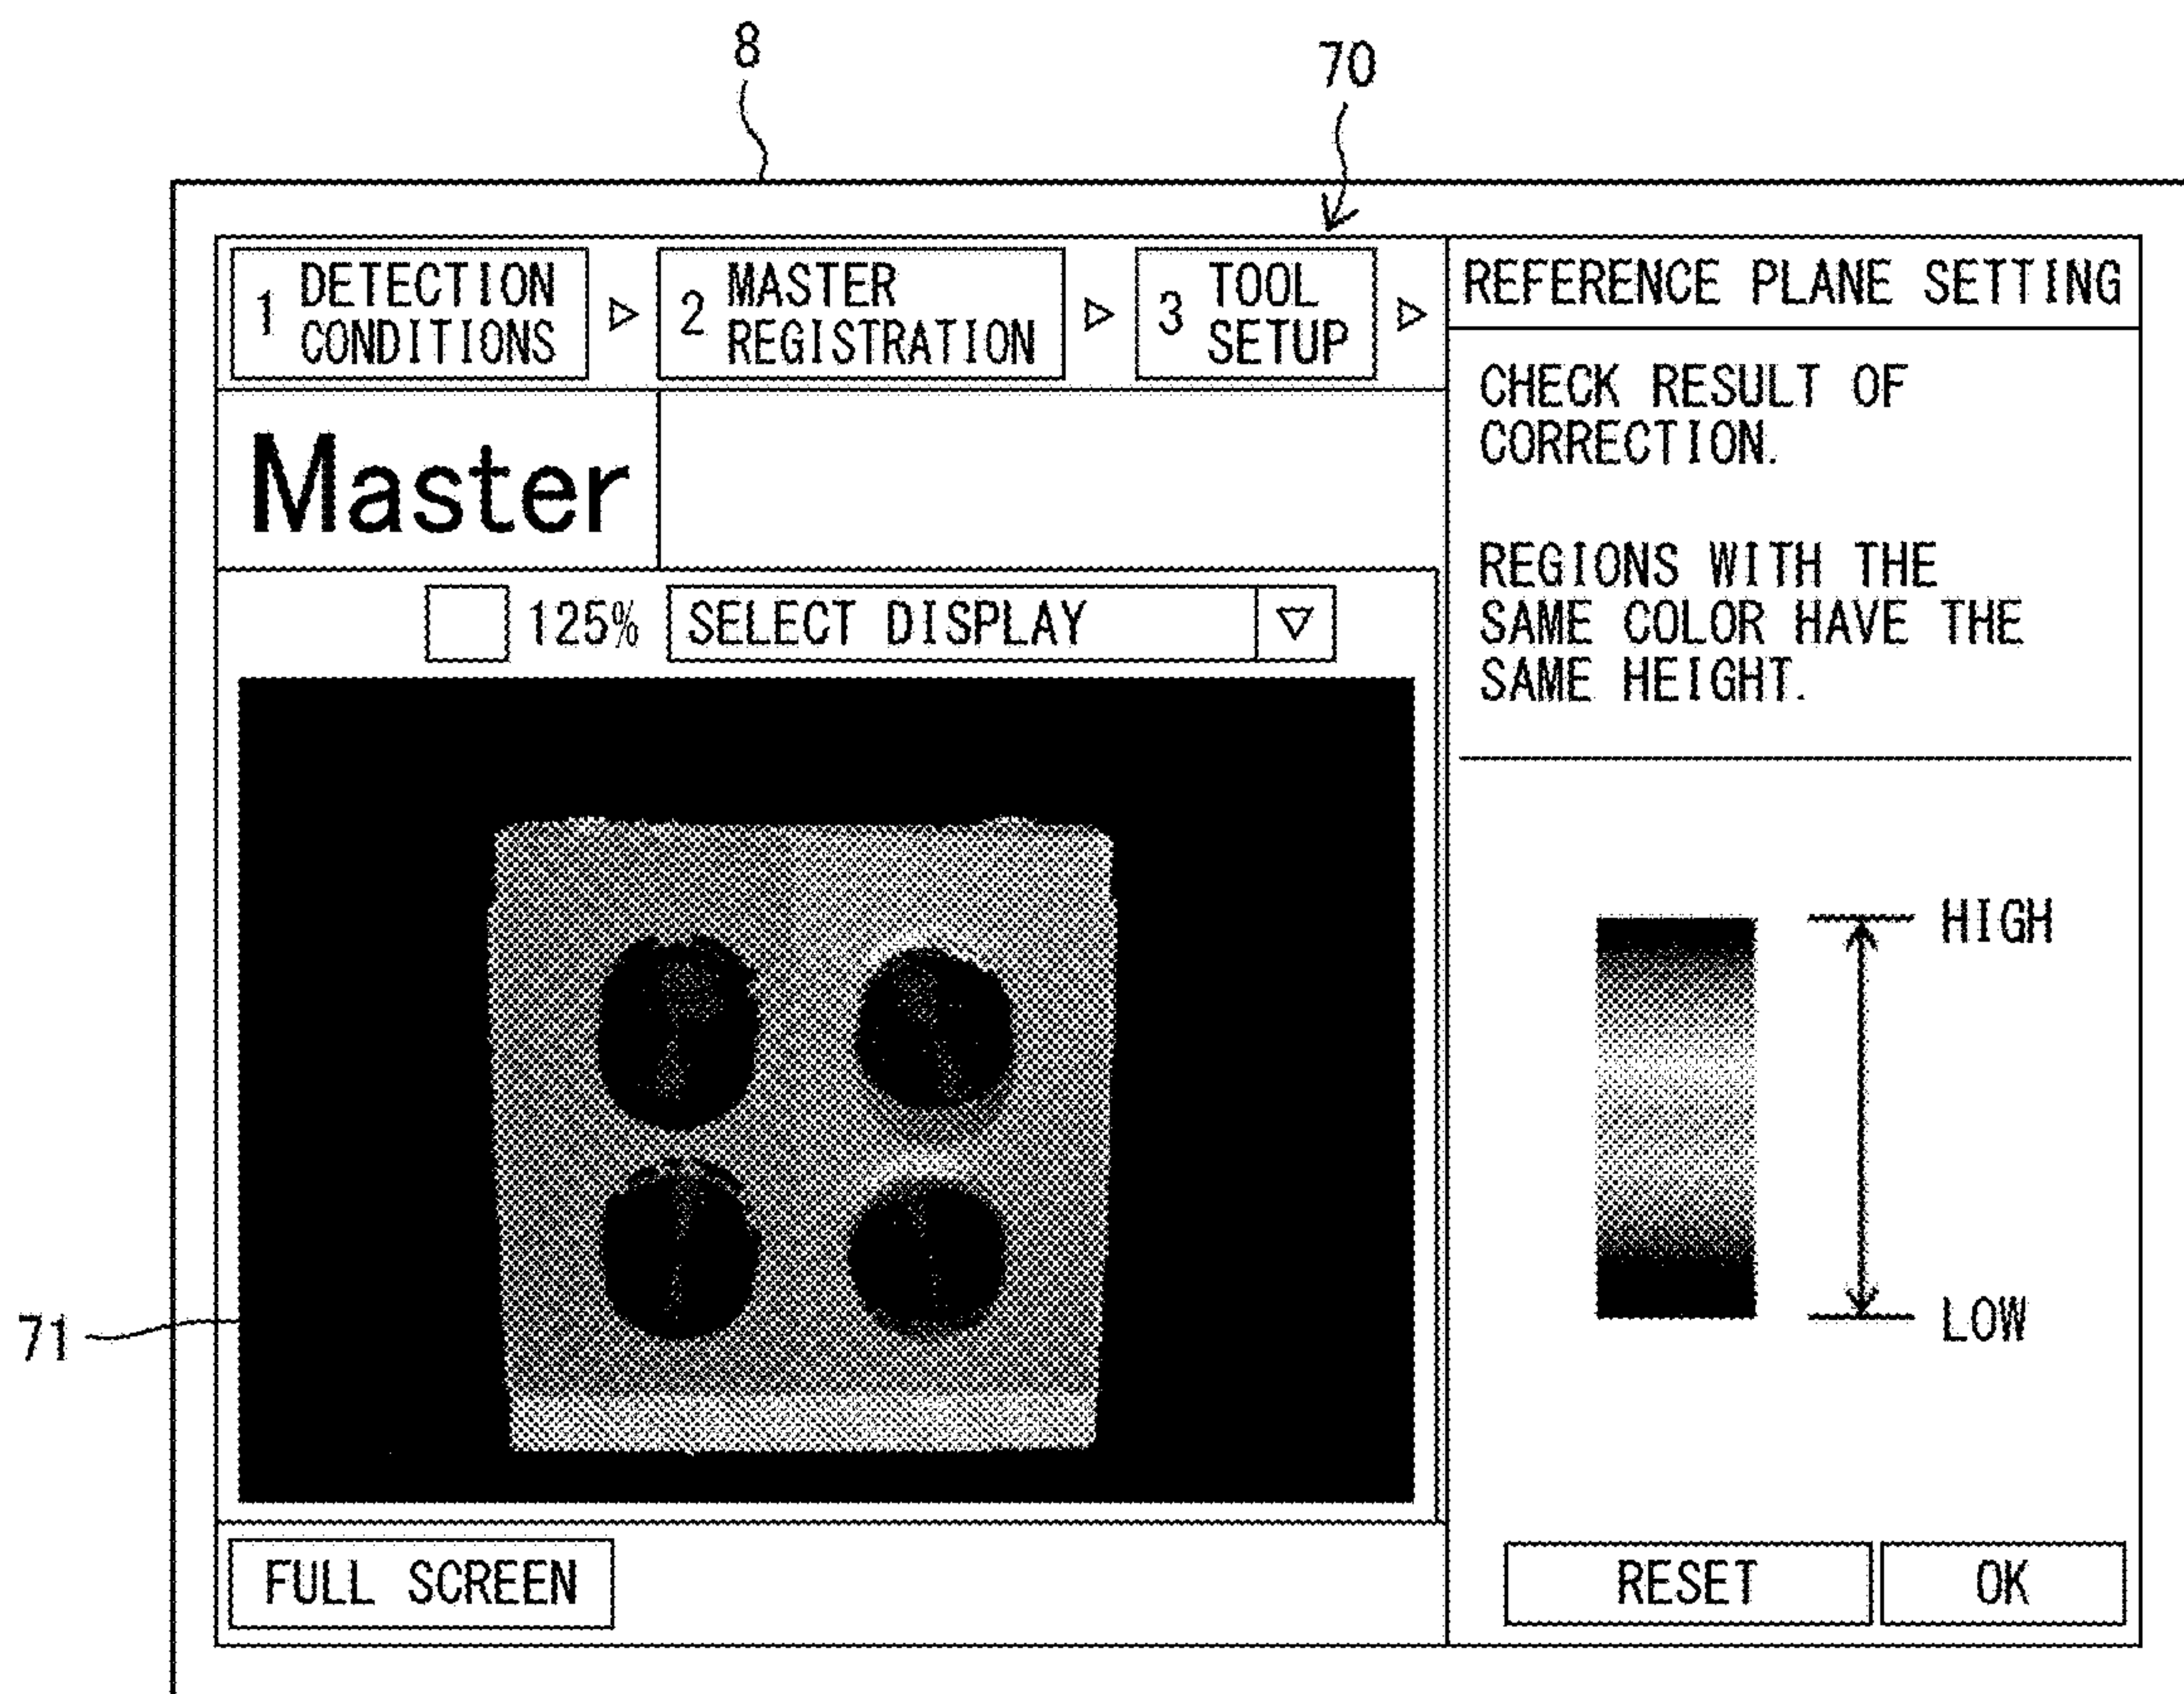 8
70
1 DETECTION
CONDITIONS
2 MASTER
REGISTRATION
3 TOOL
SETUP
REFERENCE PLANE SETTING
Master
CHECK RESULT OF
CORRECTION.
REGIONS WITH THE
SAME COLOR HAVE THE
SAME HEIGHT.
125%
SELECT DISPLAY
HIGH
LOW
71
FULL SCREEN
RESET
OK